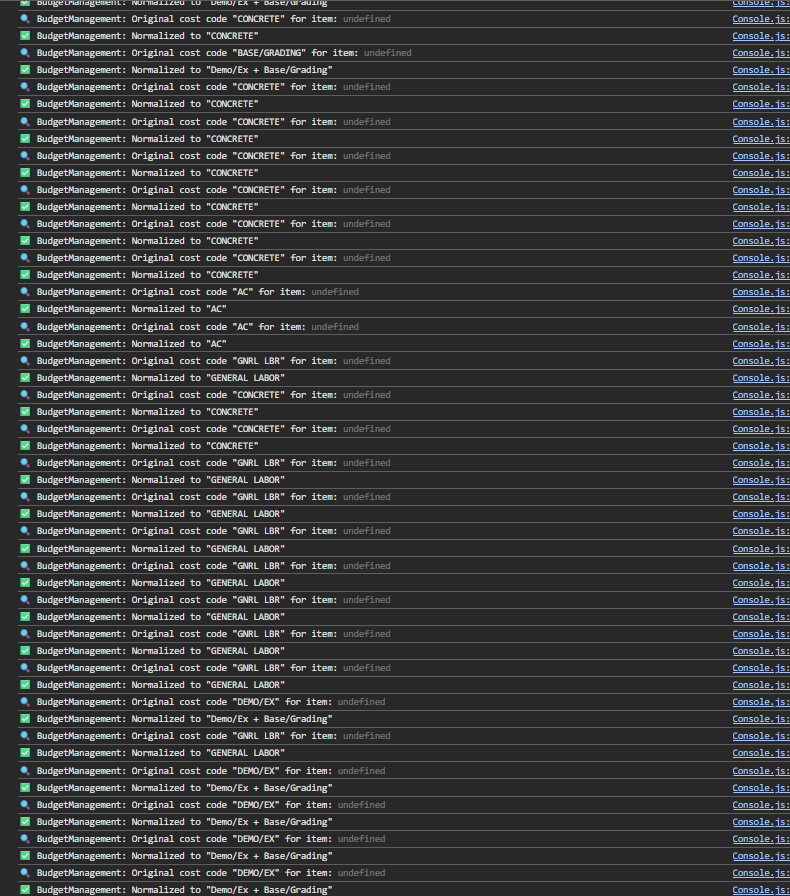 BudgetManagement: Normalized to "Demo/Ex + Base/Grading" Console.js:
BudgetManagement: Original cost code "CONCRETE" for item: undefined Console.js:
BudgetManagement: Normalized to "CONCRETE" Console.js:
BudgetManagement: Original cost code "BASE/GRADING" for item: undefined Console.js:
BudgetManagement: Normalized to "Demo/Ex + Base/Grading" Console.js:
BudgetManagement: Original cost code "CONCRETE" for item: undefined Console.js:
BudgetManagement: Normalized to "CONCRETE" Console.js:
BudgetManagement: Original cost code "CONCRETE" for item: undefined Console.js:
BudgetManagement: Normalized to "CONCRETE" Console.js:
BudgetManagement: Original cost code "CONCRETE" for item: undefined Console.js:
BudgetManagement: Normalized to "CONCRETE" Console.js:
BudgetManagement: Original cost code "CONCRETE" for item: undefined Console.js:
BudgetManagement: Normalized to "CONCRETE" Console.js:
BudgetManagement: Original cost code "CONCRETE" for item: undefined Console.js:
BudgetManagement: Normalized to "CONCRETE" Console.js:
BudgetManagement: Original cost code "CONCRETE" for item: undefined Console.js:
BudgetManagement: Normalized to "CONCRETE" Console.js:
BudgetManagement: Original cost code "AC" for item: undefined Console.js:
BudgetManagement: Normalized to "AC" Console.js:
BudgetManagement: Original cost code "AC" for item: undefined Console.js:
BudgetManagement: Normalized to "AC" Console.js:
BudgetManagement: Original cost code "GNRL LBR" for item: undefined Console.js:
BudgetManagement: Normalized to "GENERAL LABOR" Console.js:
BudgetManagement: Original cost code "CONCRETE" for item: undefined Console.js:
BudgetManagement: Normalized to "CONCRETE" Console.js:
BudgetManagement: Original cost code "CONCRETE" for item: undefined Console.js:
BudgetManagement: Normalized to "CONCRETE" Console.js:
BudgetManagement: Original cost code "GNRL LBR" for item: undefined Console.js:
BudgetManagement: Normalized to "GENERAL LABOR" Console.js:
BudgetManagement: Original cost code "GNRL LBR" for item: undefined Console.js:
BudgetManagement: Normalized to "GENERAL LABOR" Console.js:
BudgetManagement: Original cost code "GNRL LBR" for item: undefined Console.js:
BudgetManagement: Normalized to "GENERAL LABOR" Console.js:
BudgetManagement: Original cost code "GNRL LBR" for item: undefined Console.js:
BudgetManagement: Normalized to "GENERAL LABOR" Console.js:
BudgetManagement: Original cost code "GNRL LBR" for item: undefined Console.js:
BudgetManagement: Normalized to "GENERAL LABOR" Console.js:
BudgetManagement: Original cost code "GNRL LBR" for item: undefined Console.js:
BudgetManagement: Normalized to "GENERAL LABOR" Console.js:
BudgetManagement: Original cost code "GNRL LBR" for item: undefined Console.js:
BudgetManagement: Normalized to "GENERAL LABOR" Console.js:
BudgetManagement: Original cost code "DEMO/EX" for item: undefined Console.js:
BudgetManagement: Normalized to "Demo/Ex + Base/Grading" Console.js:
BudgetManagement: Original cost code "GNRL LBR" for item: undefined Console.js:
BudgetManagement: Normalized to "GENERAL LABOR" Console.js:
BudgetManagement: Original cost code "DEMO/EX" for item: undefined Console.js:
BudgetManagement: Normalized to "Demo/Ex + Base/Grading" Console.js:
BudgetManagement: Original cost code "DEMO/EX" for item: undefined Console.js:
BudgetManagement: Normalized to "Demo/Ex + Base/Grading" Console.js:
BudgetManagement: Original cost code "DEMO/EX" for item: undefined Console.js:
BudgetManagement: Normalized to "Demo/Ex + Base/Grading" Console.js:
BudgetManagement: Original cost code "DEMO/EX" for item: undefined Console.js:
BudgetManagement: Normalized to "Demo/Ex + Base/Grading" Console.js: